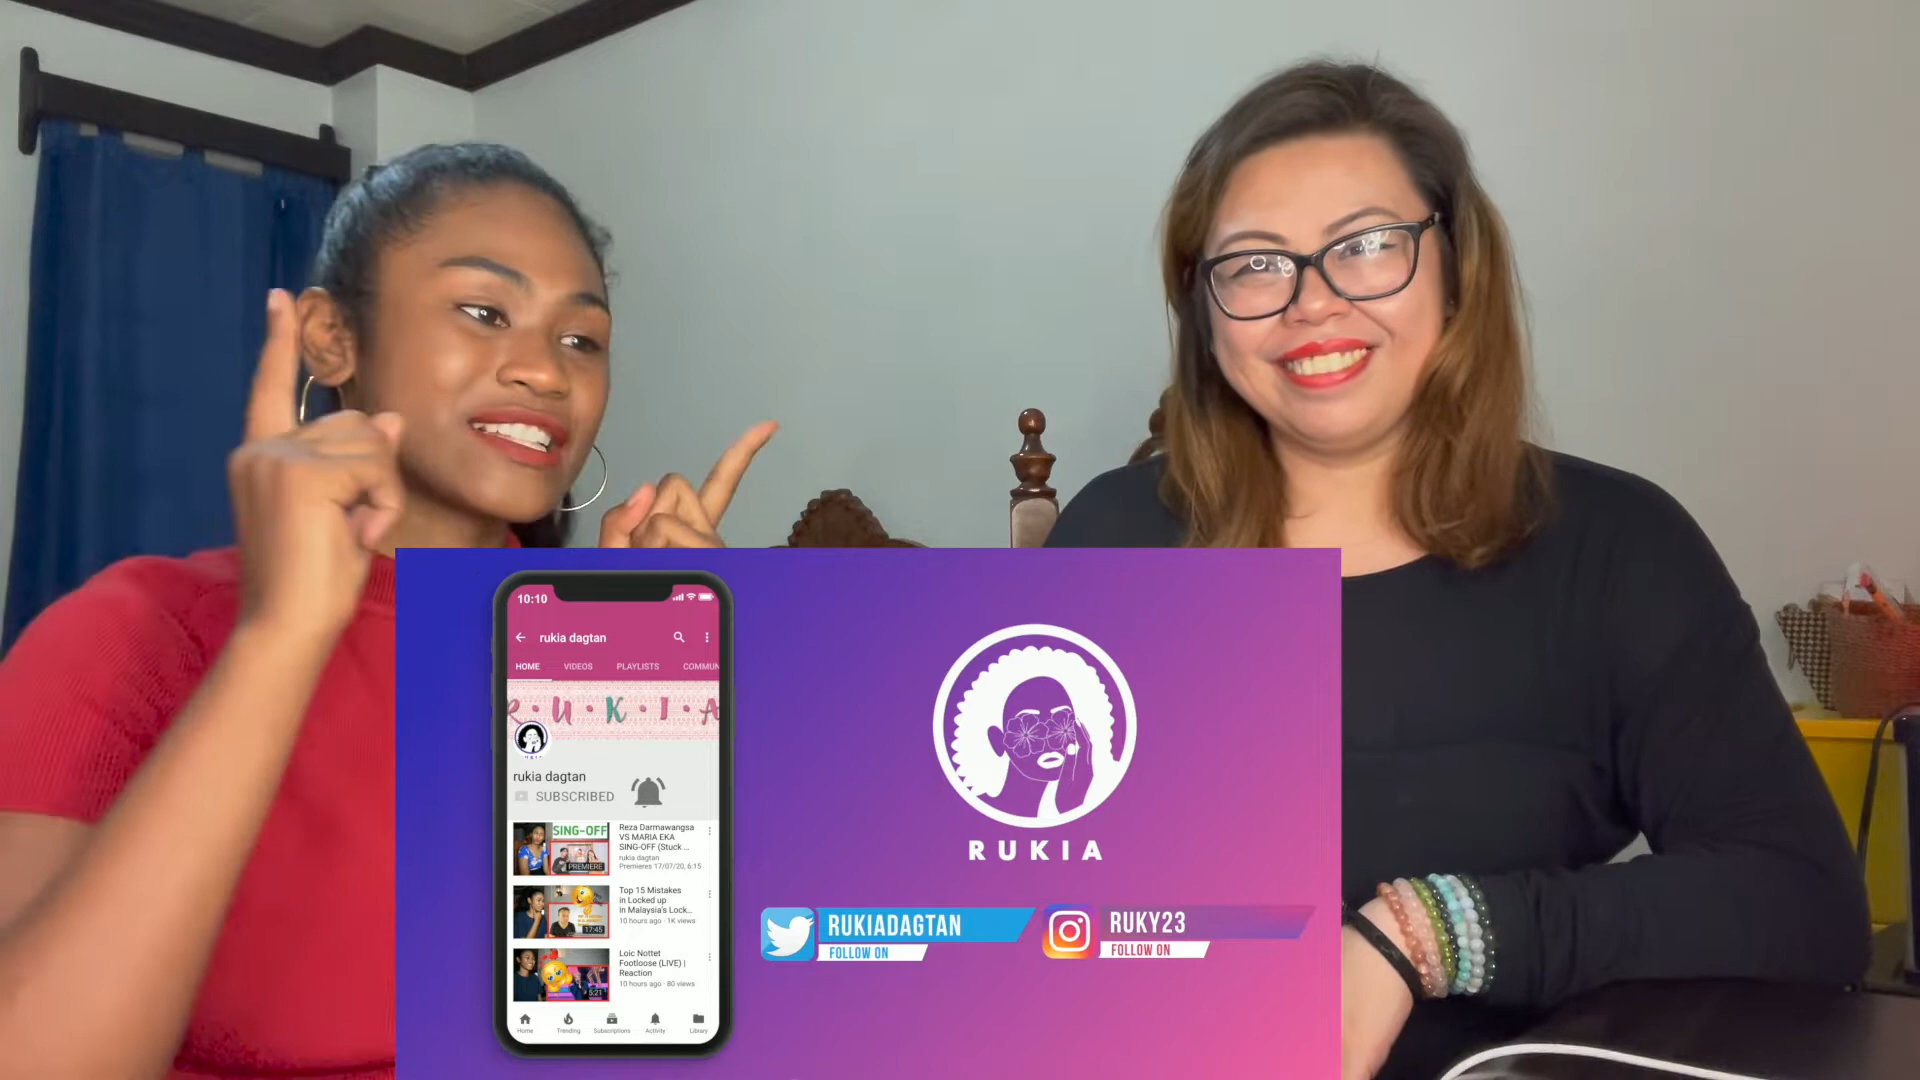 10:10
rukia dagtan
HOME VIDEOS PLAYLISTS COMMUN
R·U·K·I·A
rukia dagtan
SUBSCRIBED
SING-OFF
PREMIERE
Reza Darmawangsa
VS MARIA EKA
SING-OFF (Stuck ...
rukia dagtan
Premieres 17/07/20, 6:15
17:45
Top 15 Mistakes
in Locked up
in Malaysia's Lock...
10 hours ago · 1K views
5:21
Loic Nottet
Footloose (LIVE) |
Reaction
10 hours ago · 80 views
Home Trending Subscriptions Activity Library
RUKIA
RUKIADAGTAN
FOLLOW ON
RUKY23
FOLLOW ON